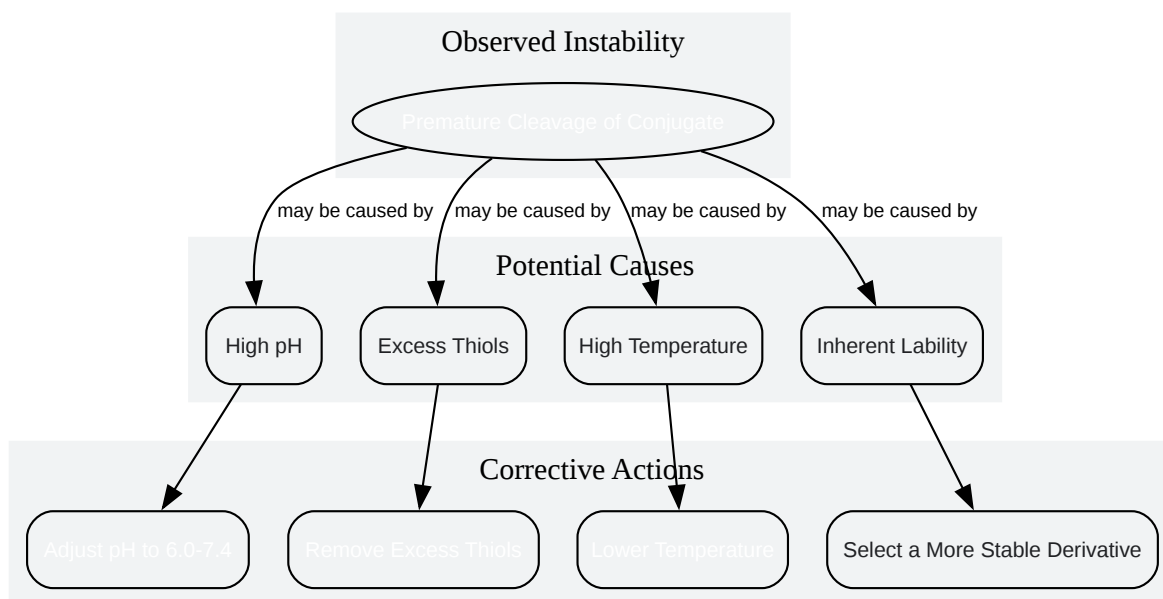 Observed Instability
Premature Cleavage of Conjugate
may be caused by may be caused by may be caused by may be caused by
Potential Causes
High pH Excess Thiols High Temperature Inherent Lability
Corrective Actions
Adjust pH to 6.0-7.4 Remove Excess Thiols Lower Temperature Select a More Stable Derivative